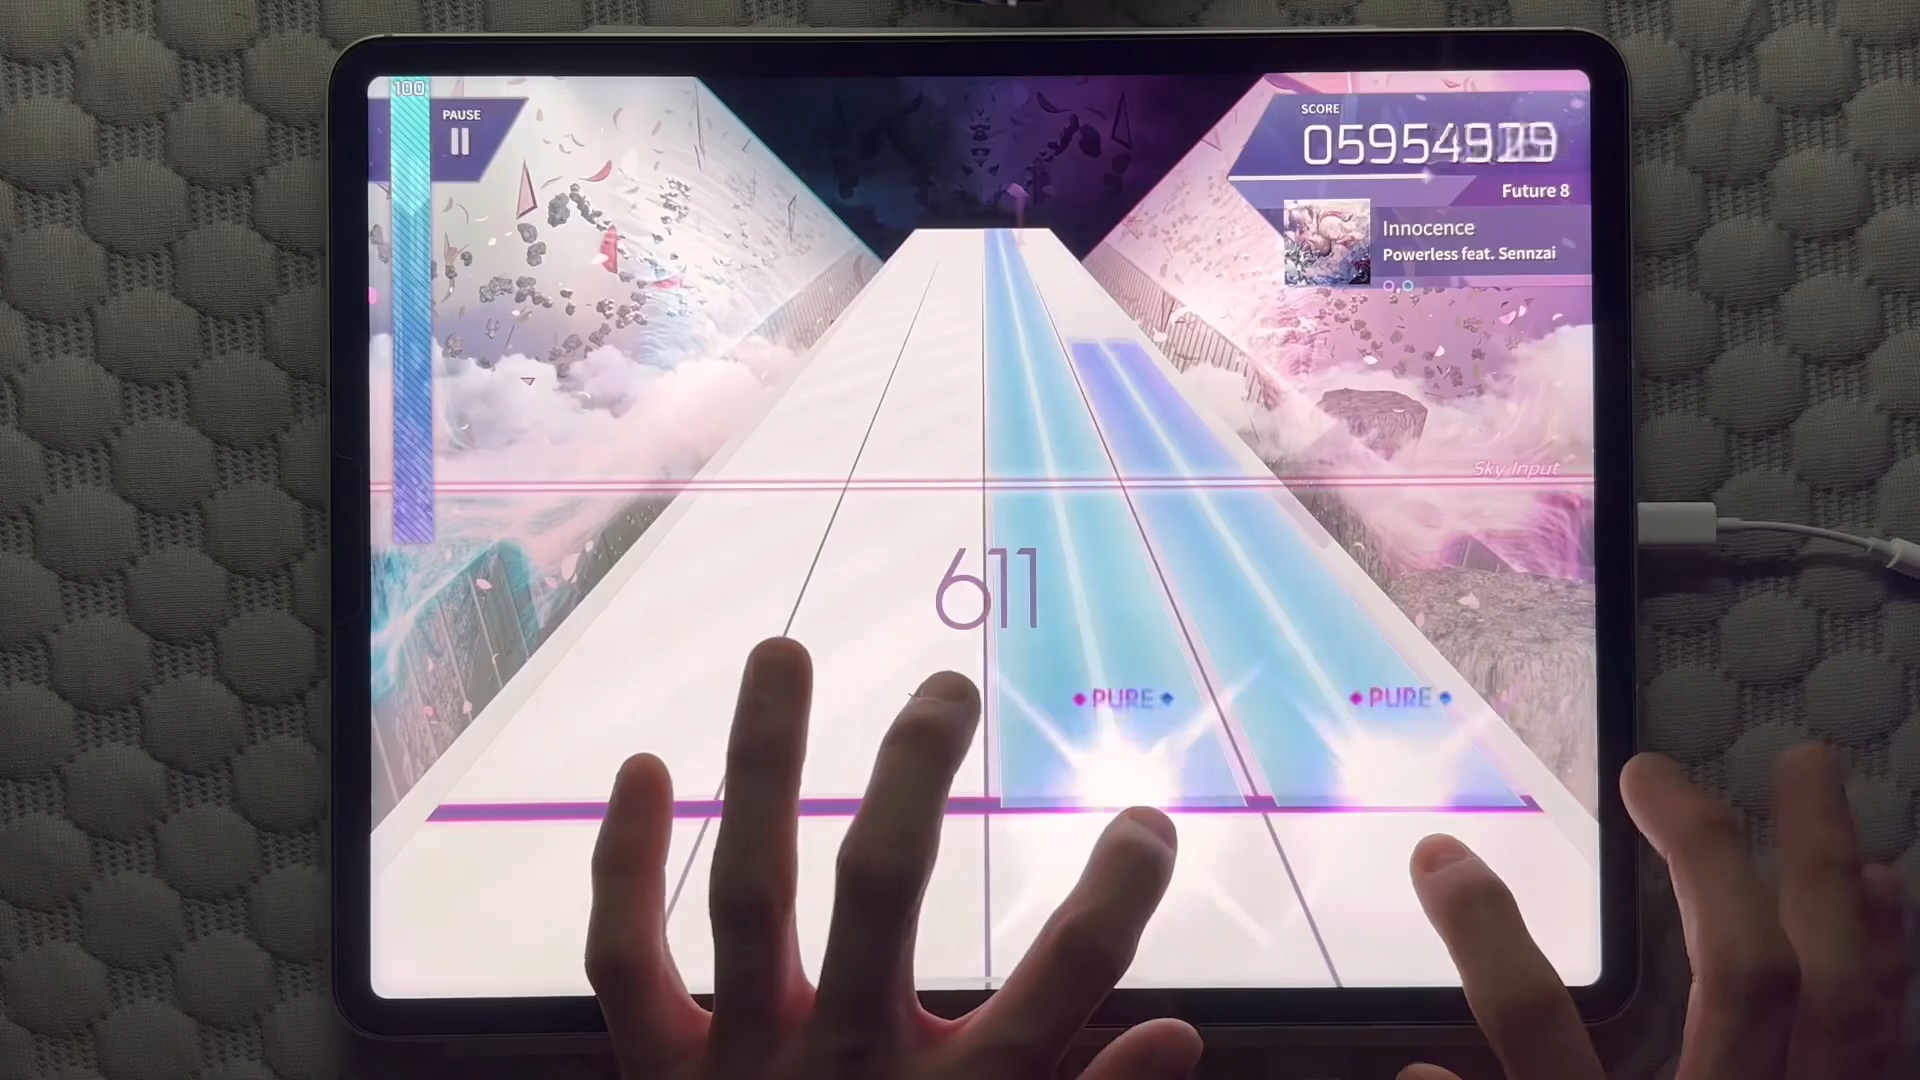 100
PAUSE
SCORE
Future 8
Innocence
Powerless feat. Sennzai
Sky Input
611
PURE
PURE